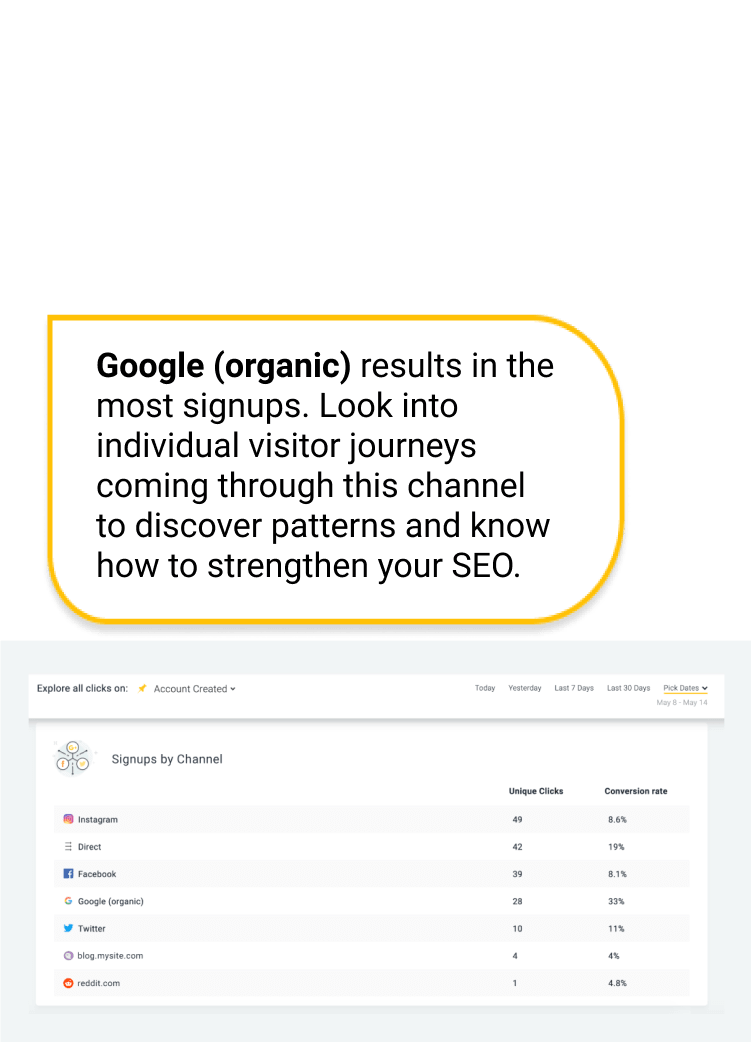 Google (organic) results in the
most signups. Look into
individual visitor journeys
coming through this channel
to discover patterns and know
how to strengthen your SEO.
Explore all clicks on: Account Created Today Yesterday Last 7 Days Last 30 Days Pick Dates
May 8 - May 14
Signups by Channel
Unique Clicks Conversion rate
Instagram 49 8.6%
Direct 42 19%
Facebook 39 8.1%
Google (organic) 28 33%
Twitter 10 11%
blog.mysite.com 4 4%
reddit.com 1 4.8%